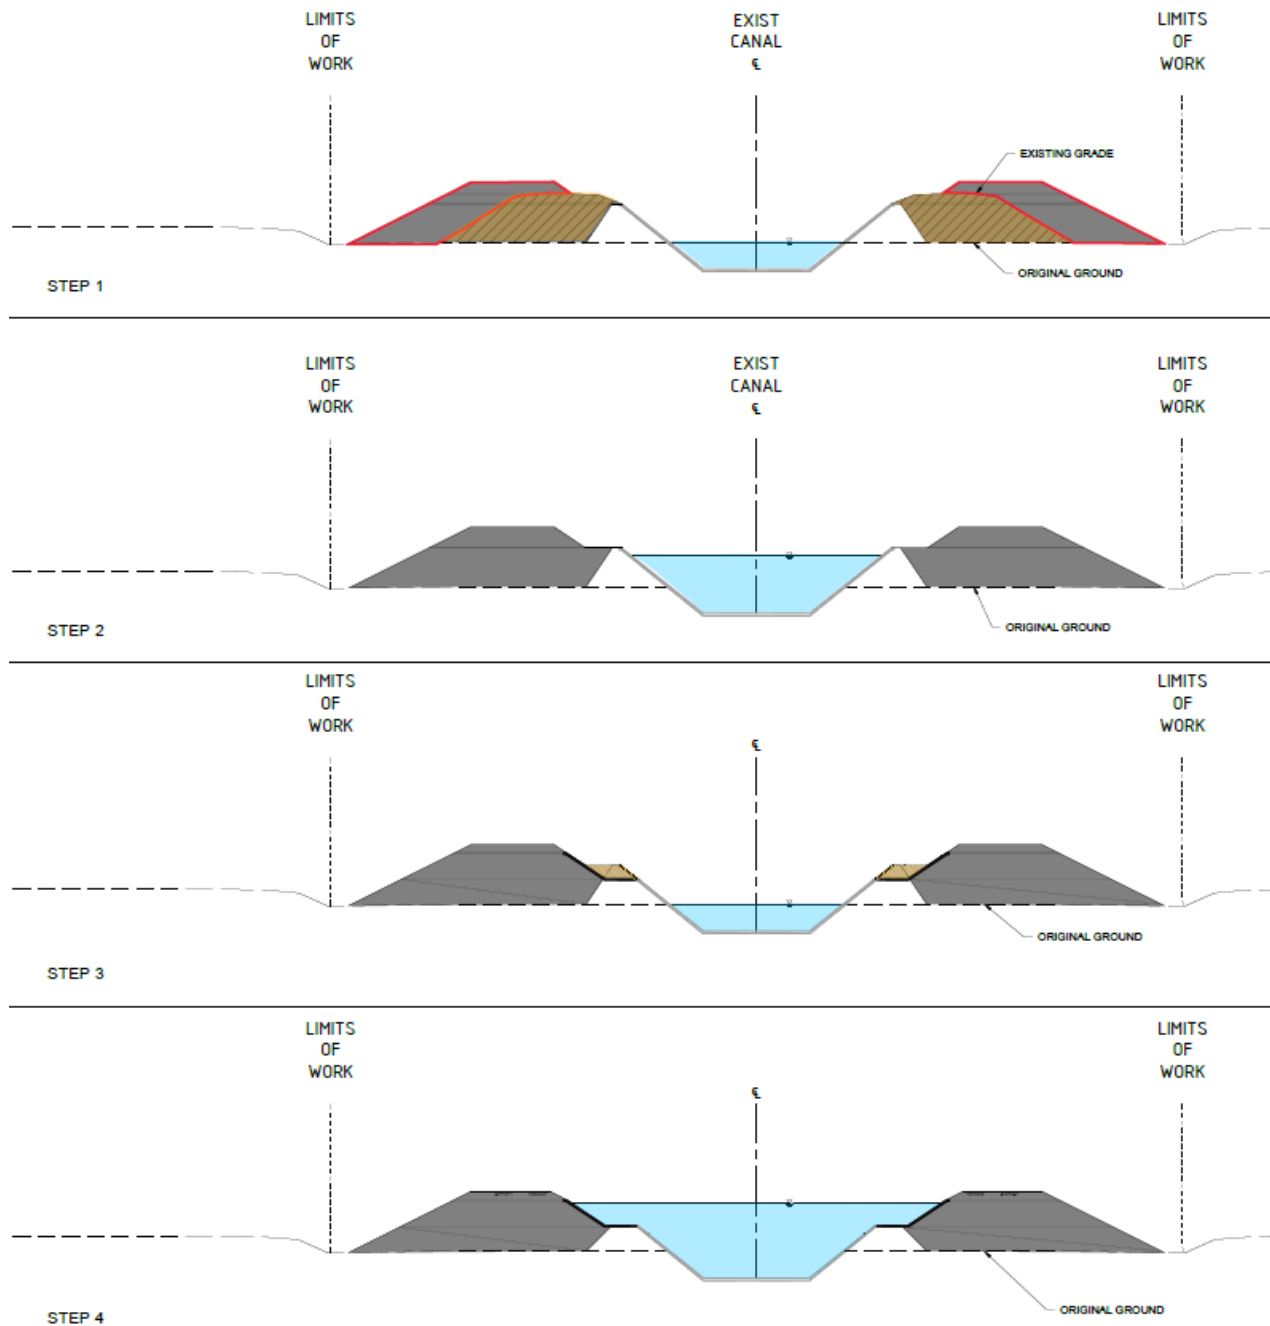 LIMITS
OF
WORK
EXIST
CANAL
℄
LIMITS
OF
WORK
EXISTING GRADE
ORIGINAL GROUND
STEP 1
LIMITS
OF
WORK
EXIST
CANAL
℄
LIMITS
OF
WORK
ORIGINAL GROUND
STEP 2
LIMITS
OF
WORK
℄
LIMITS
OF
WORK
ORIGINAL GROUND
STEP 3
LIMITS
OF
WORK
℄
LIMITS
OF
WORK
ORIGINAL GROUND
STEP 4